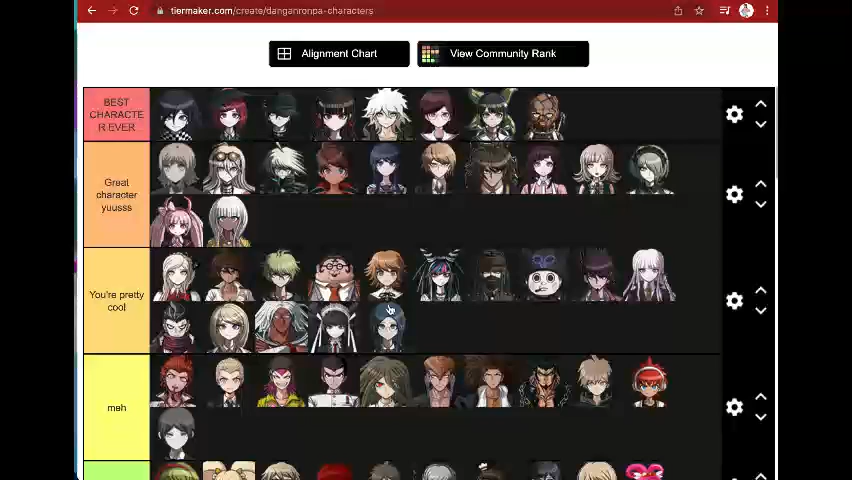 tiermaker.com/create/danganronpa-characters
Alignment Chart
View Community Rank
BEST
CHARACTE
R EVER
Great
character
yuusss
You're pretty
cool
meh